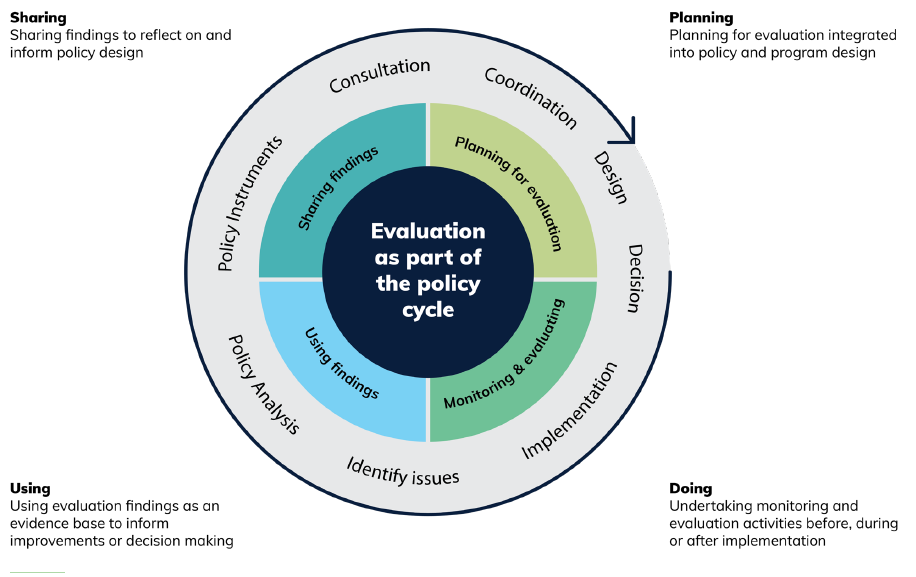 Sharing
Sharing findings to reflect on and
inform policy design
Planning
Planning for evaluation integrated
into policy and program design
Consultation
Coordination
Design
Decision
Implementation
Identify issues
Policy Analysis
Policy Instruments
Sharing findings
Planning for evaluation
Monitoring & evaluating
Using findings
Evaluation
as part of
the policy
cycle
Using
Using evaluation findings as an
evidence base to inform
improvements or decision making
Doing
Undertaking monitoring and
evaluation activities before, during
or after implementation